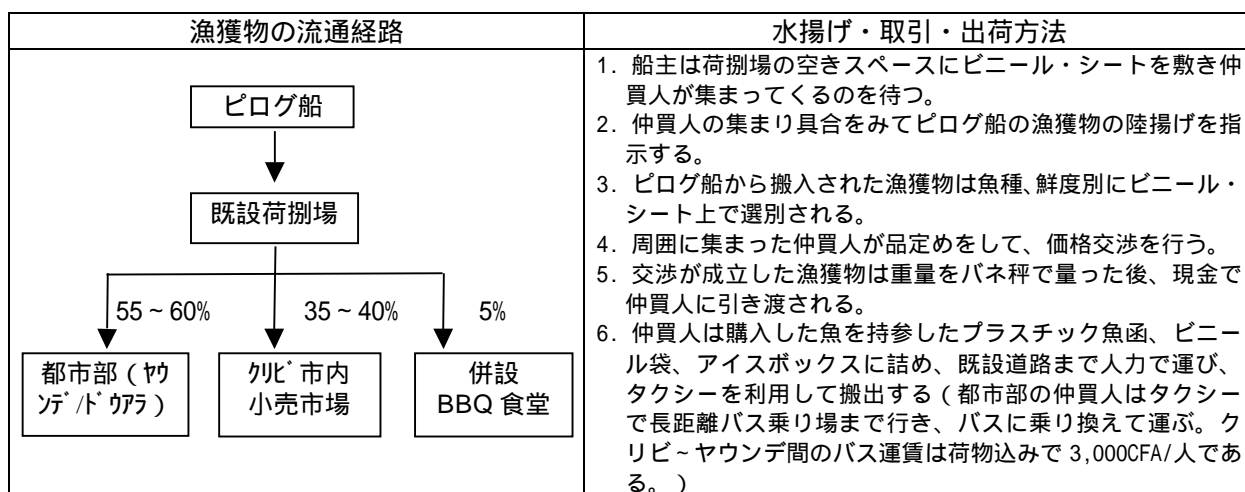 漁獲物の流通経路
水揚げ・取引・出荷方法
ピログ船
既設荷捌場
55～60%
35～40%
5%
都市部（ﾔｳ
ﾝﾃﾞ/ﾄﾞｳｱﾗ）
ｸﾘﾋﾞ市内
小売市場
併設
BBQ 食堂
1. 船主は荷捌場の空きスペースにビニール・シートを敷き仲
買人が集まってくるのを待つ。
2. 仲買人の集まり具合をみてピログ船の漁獲物の陸揚げを指
示する。
3. ピログ船から搬入された漁獲物は魚種、鮮度別にビニール・
シート上で選別される。
4. 周囲に集まった仲買人が品定めをして、価格交渉を行う。
5. 交渉が成立した漁獲物は重量をバネ秤で量った後、現金で
仲買人に引き渡される。
6. 仲買人は購入した魚を持参したプラスチック魚函、ビニー
ル袋、アイスボックスに詰め、既設道路まで人力で運び、
タクシーを利用して搬出する（都市部の仲買人はタクシー
で長距離バス乗り場まで行き、バスに乗り換えて運ぶ。ク
リビ～ヤウンデ間のバス運賃は荷物込みで 3,000CFA/人であ
る。）